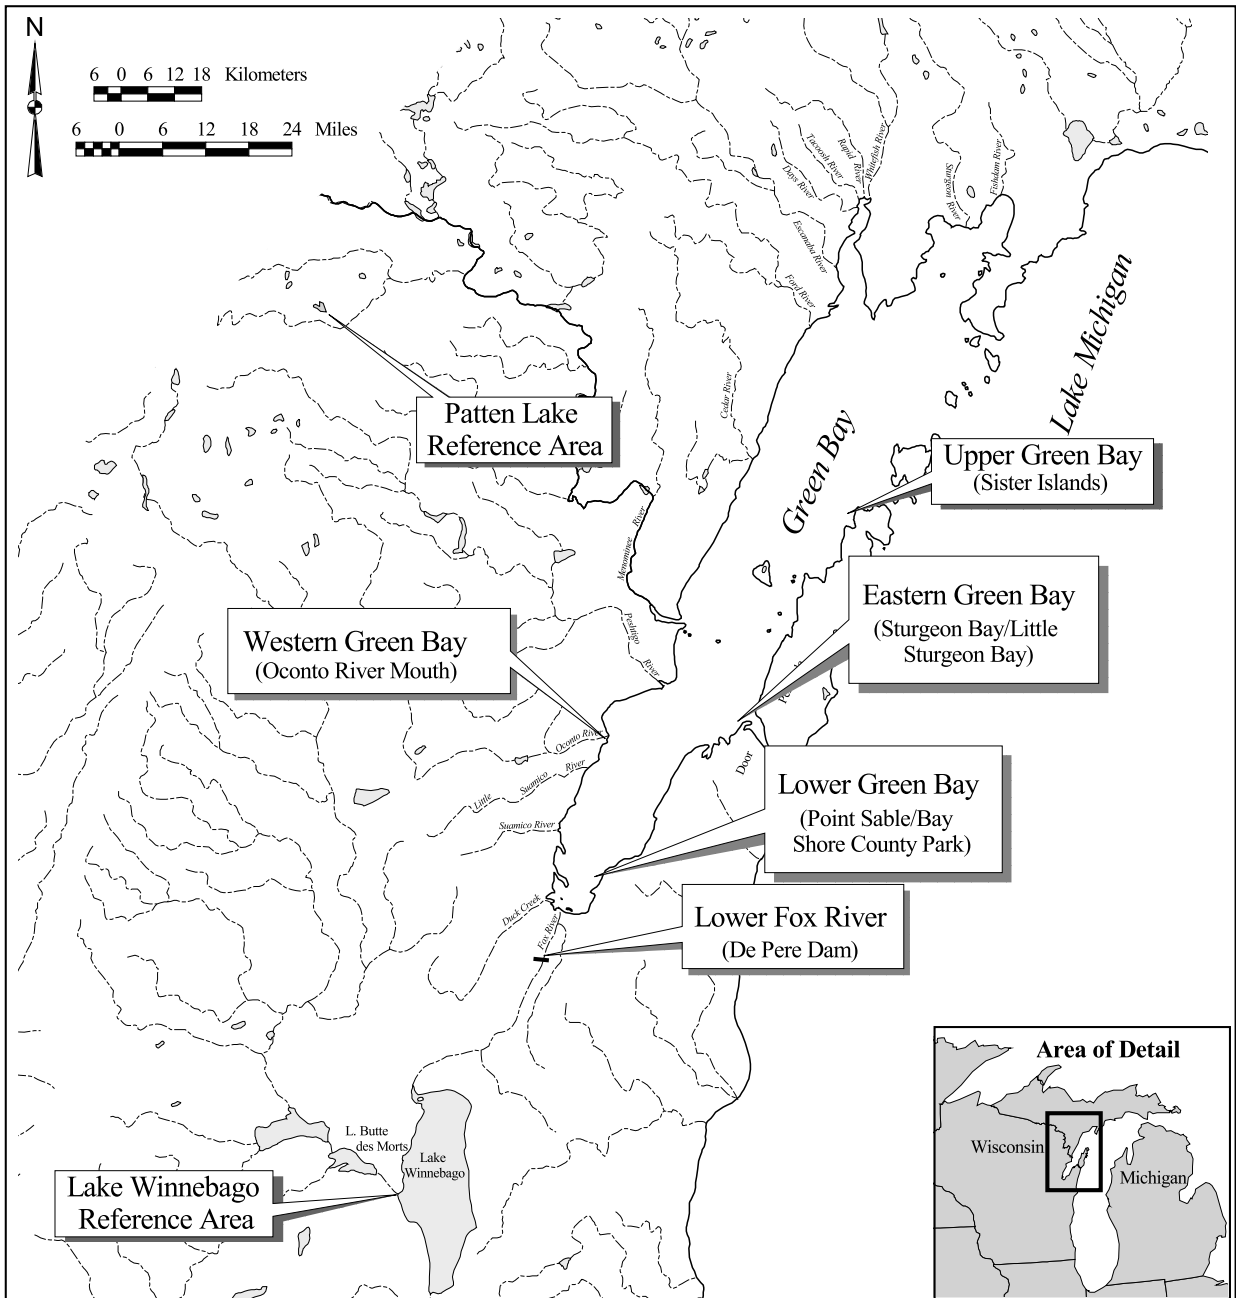 N
6 0 6 12 18 Kilometers
6 0 6 12 18 24 Miles
Days River
Tacoosh River
Rapid River
Whitefish River
Sturgeon River
Fishdam River
Escanaba River
Ford River
Lake Michigan
Cedar River
Patten Lake
Reference Area
Green Bay
Upper Green Bay
(Sister Islands)
Menominee River
Peshtigo River
Eastern Green Bay
(Sturgeon Bay/Little
Sturgeon Bay)
Western Green Bay
(Oconto River Mouth)
Oconto River
Door
Little Suamico River
Suamico River
Lower Green Bay
(Point Sable/Bay
Shore County Park)
Duck Creek
Fox River
Lower Fox River
(De Pere Dam)
Area of Detail
Wisconsin
Michigan
L. Butte
des Morts
Lake
Winnebago
Lake Winnebago
Reference Area